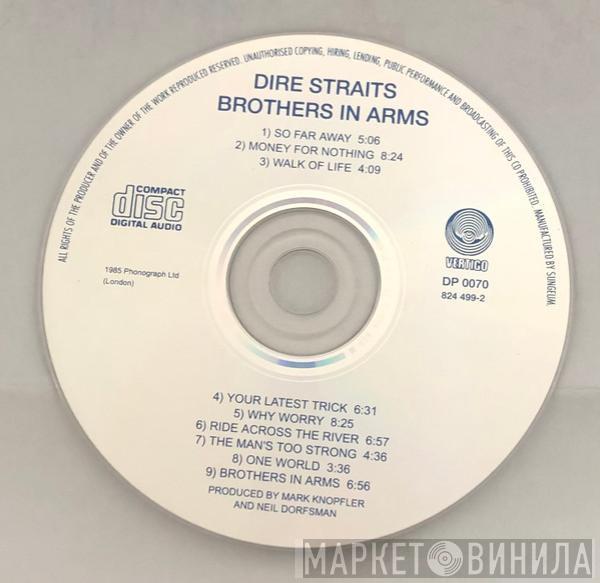 ALL RIGHTS OF THE PRODUCER AND OF THE OWNER OF THE WORK REPRODUCED RESERVED. UNAUTHORISED COPYING, HIRING, LENDING, PUBLIC PERFORMANCE AND BROADCASTING OF THIS CD PROHIBITED. MANUFACTURED BY SUNGEUM.
DIRE STRAITS
BROTHERS IN ARMS
1) SO FAR AWAY 5:06
2) MONEY FOR NOTHING 8:24
3) WALK OF LIFE 4:09
COMPACT
disc
DIGITAL AUDIO
VERTIGO
1985 Phonograph Ltd
(London)
DP 0070
824 499-2
4) YOUR LATEST TRICK 6:31
5) WHY WORRY 8:25
6) RIDE ACROSS THE RIVER 6:57
7) THE MAN'S TOO STRONG 4:36
8) ONE WORLD 3:36
9) BROTHERS IN ARMS 6:56
PRODUCED BY MARK KNOPFLER
AND NEIL DORFSMAN
МАРКЕТ ВИНИЛА